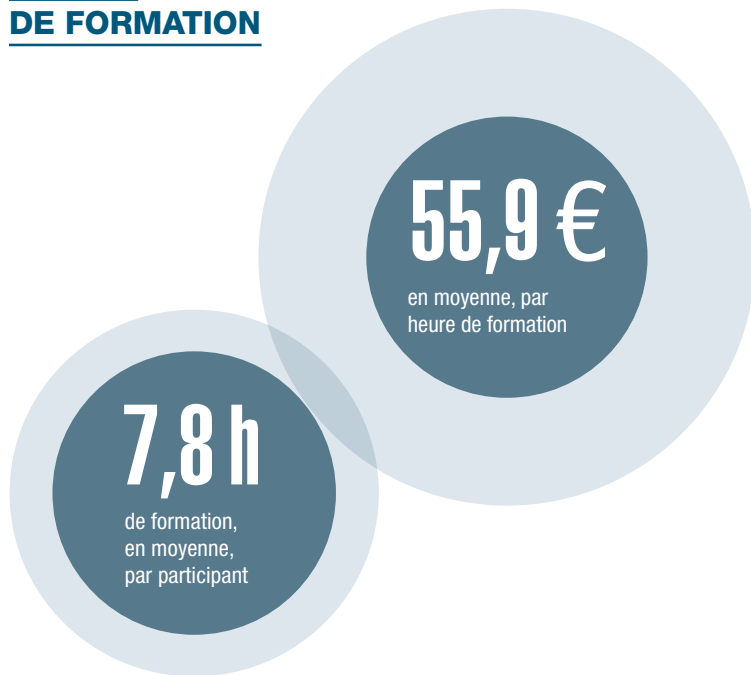 DE FORMATION
55,9 €
en moyenne, par
heure de formation
7,8 h
de formation,
en moyenne,
par participant